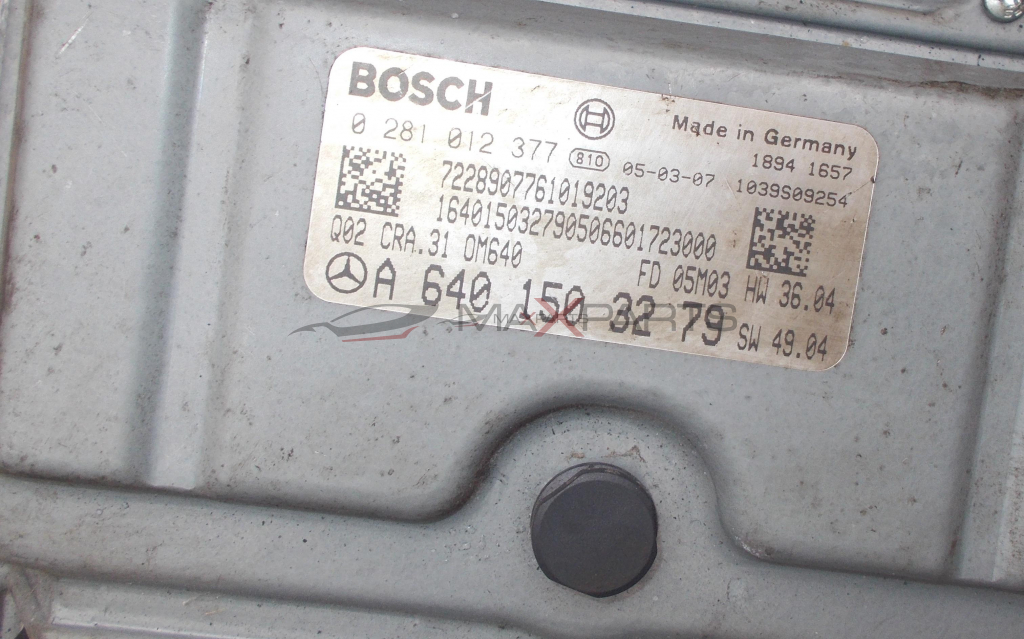 BOSCH
Made in Germany
0 281 012 377 810 05-03-07 1894 1657
1039S09254
7228907761019203
164015032790506601723000
Q02 CRA.31 OM640
FD 05M03 HW 36.04
A 640 150 32 79 SW 49.04
MAXPARTS